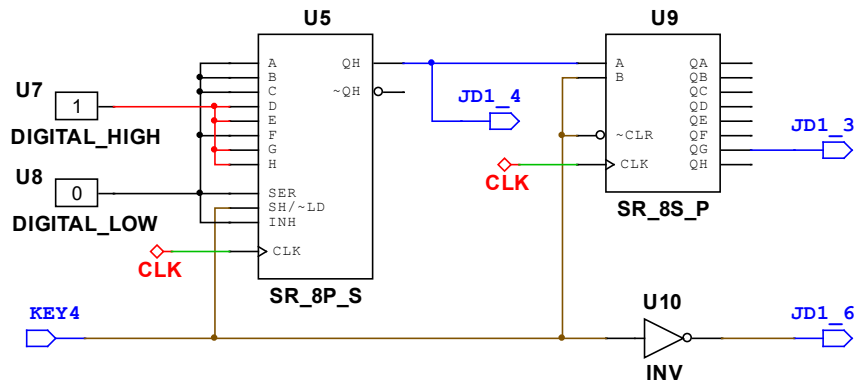 U5
U9
U7
1
DIGITAL_HIGH
U8
0
DIGITAL_LOW
A
B
C
D
E
F
G
H
SER
SH/~LD
INH
CLK
QH
~QH
CLK
SR_8P_S
JD1_4
A
B
~CLR
CLK
QA
QB
QC
QD
QE
QF
QG
QH
CLK
SR_8S_P
JD1_3
KEY4
U10
INV
JD1_6